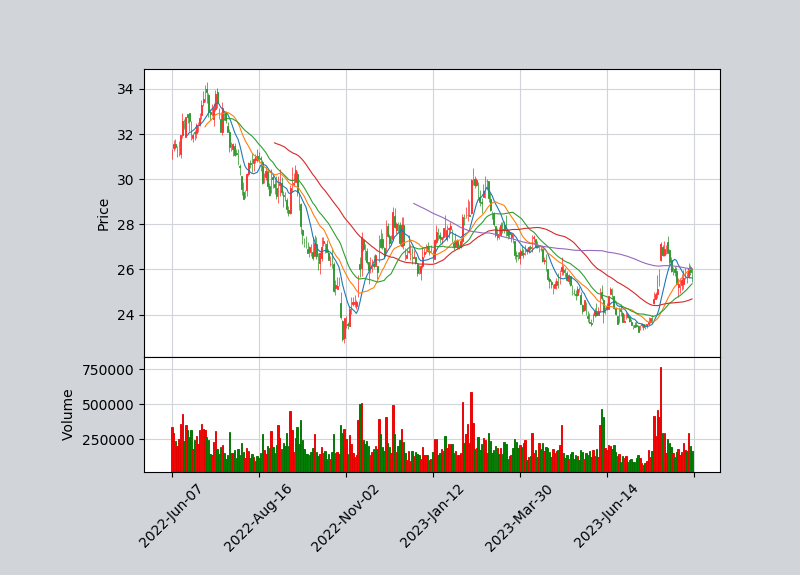 Price
34
32
30
28
26
24
Volume
750000
500000
250000
2022-Jun-07
2022-Aug-16
2022-Nov-02
2023-Jan-12
2023-Mar-30
2023-Jun-14